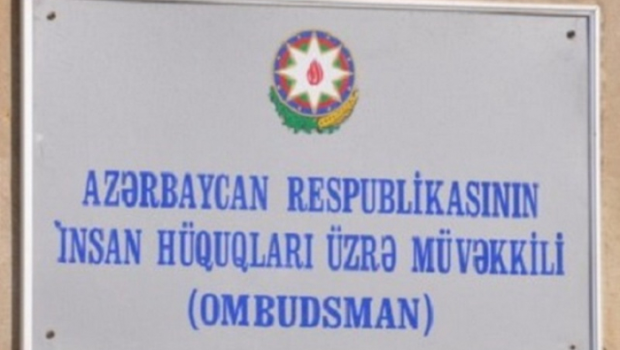 AZƏRBAYCAN RESPUBLİKASININ
İNSAN HÜQUQLARI ÜZRƏ MÜVƏKKİLİ
(OMBUDSMAN)